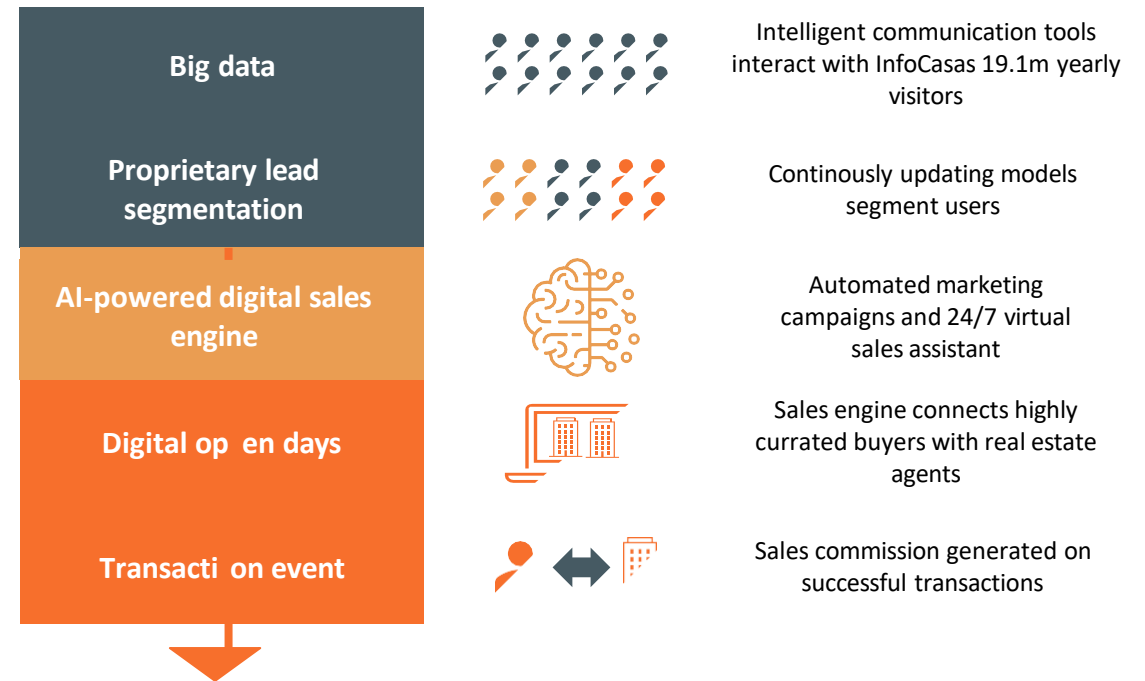 Big data
Intelligent communication tools
interact with InfoCasas 19.1m yearly
visitors
Proprietary lead
segmentation
Continously updating models
segment users
AI-powered digital sales
engine
Automated marketing
campaigns and 24/7 virtual
sales assistant
Digital op en days
Sales engine connects highly
currated buyers with real estate
agents
Transacti on event
Sales commission generated on
successful transactions